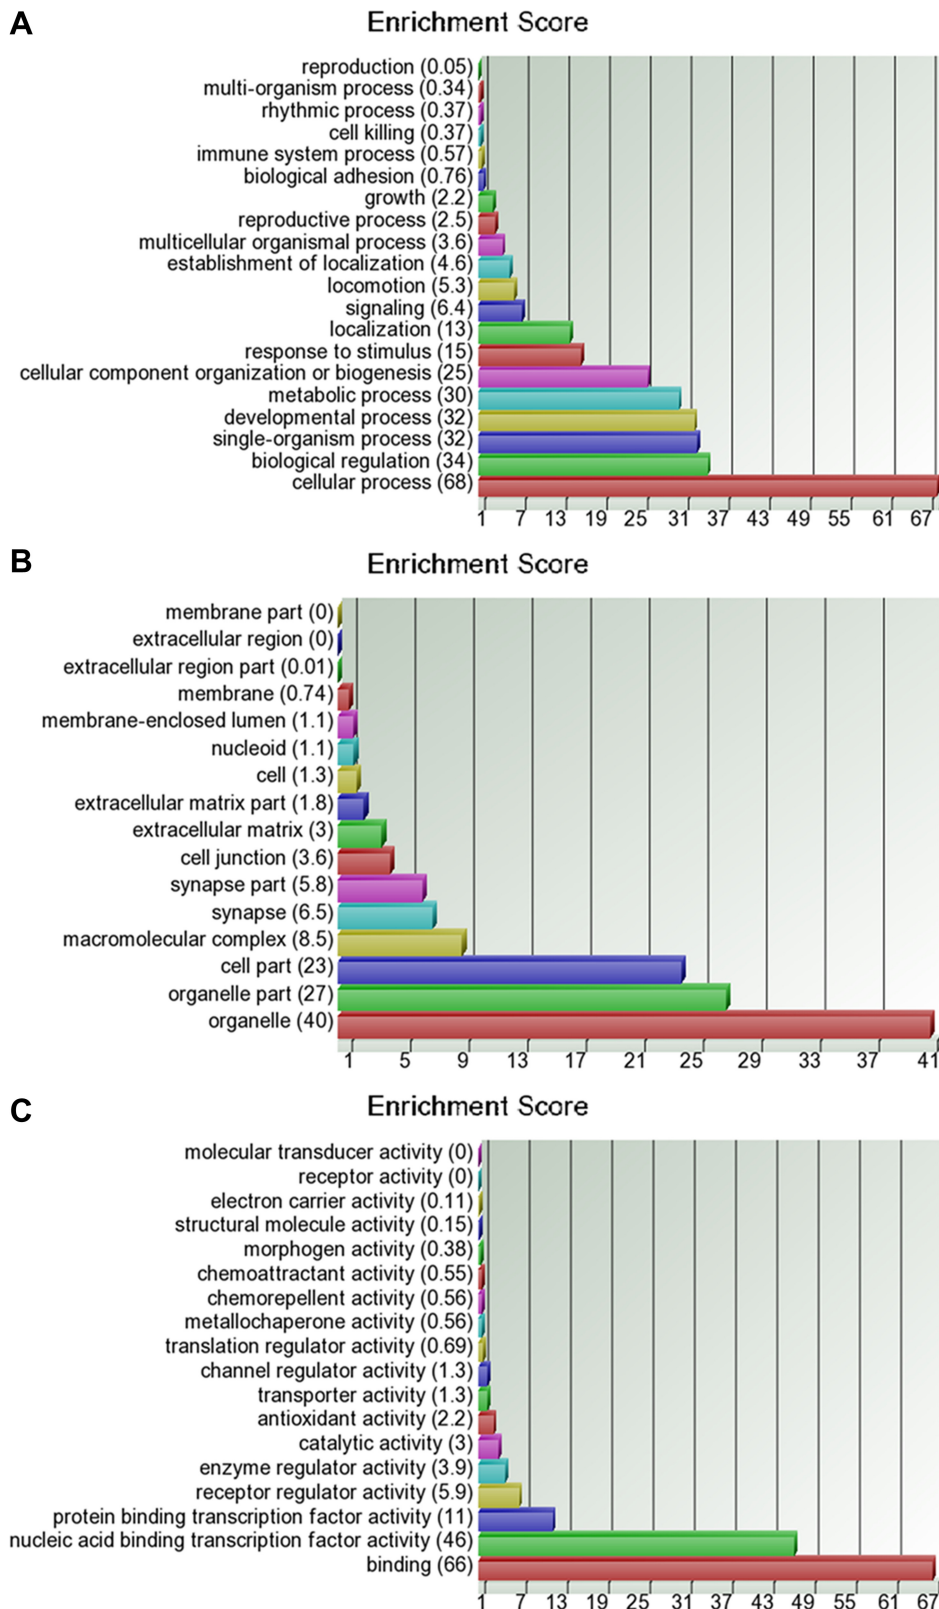 A
Enrichment Score
reproduction (0.05)
multi-organism process (0.34)
rhythmic process (0.37)
cell killing (0.37)
immune system process (0.57)
biological adhesion (0.76)
growth (2.2)
reproductive process (2.5)
multicellular organismal process (3.6)
establishment of localization (4.6)
locomotion (5.3)
signaling (6.4)
localization (13)
response to stimulus (15)
cellular component organization or biogenesis (25)
metabolic process (30)
developmental process (32)
single-organism process (32)
biological regulation (34)
cellular process (68)
1 7 13 19 25 31 37 43 49 55 61 67
B
Enrichment Score
membrane part (0)
extracellular region (0)
extracellular region part (0.01)
membrane (0.74)
membrane-enclosed lumen (1.1)
nucleoid (1.1)
cell (1.3)
extracellular matrix part (1.8)
extracellular matrix (3)
cell junction (3.6)
synapse part (5.8)
synapse (6.5)
macromolecular complex (8.5)
cell part (23)
organelle part (27)
organelle (40)
1 5 9 13 17 21 25 29 33 37 41
C
Enrichment Score
molecular transducer activity (0)
receptor activity (0)
electron carrier activity (0.11)
structural molecule activity (0.15)
morphogen activity (0.38)
chemoattractant activity (0.55)
chemorepellent activity (0.56)
metallochaperone activity (0.56)
translation regulator activity (0.69)
channel regulator activity (1.3)
transporter activity (1.3)
antioxidant activity (2.2)
catalytic activity (3)
enzyme regulator activity (3.9)
receptor regulator activity (5.9)
protein binding transcription factor activity (11)
nucleic acid binding transcription factor activity (46)
binding (66)
1 7 13 19 25 31 37 43 49 55 61 67